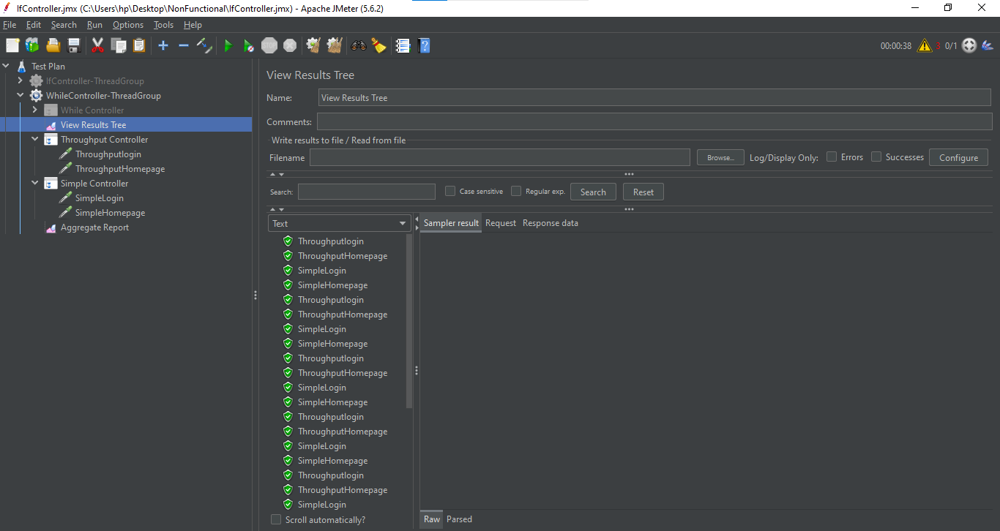 IfController.jmx (C:\Users\hp\Desktop\NonFunctional\IfController.jmx) - Apache JMeter (5.6.2)
File Edit Search Run Options Tools Help
STOP
00:00:38 3 0/1
Test Plan
IfController-ThreadGroup
WhileController-ThreadGroup
While Controller
View Results Tree
Throughput Controller
Throughputlogin
ThroughputHomepage
Simple Controller
SimpleLogin
SimpleHomepage
Aggregate Report
View Results Tree
Name: View Results Tree
Comments:
Write results to file / Read from file
Filename Browse... Log/Display Only: Errors Successes Configure
Search: Case sensitive Regular exp. Search Reset
Text
Throughputlogin
ThroughputHomepage
SimpleLogin
SimpleHomepage
Throughputlogin
ThroughputHomepage
SimpleLogin
SimpleHomepage
Throughputlogin
ThroughputHomepage
SimpleLogin
SimpleHomepage
Throughputlogin
ThroughputHomepage
SimpleLogin
SimpleHomepage
Throughputlogin
ThroughputHomepage
SimpleLogin
Scroll automatically?
Sampler result Request Response data
Raw Parsed